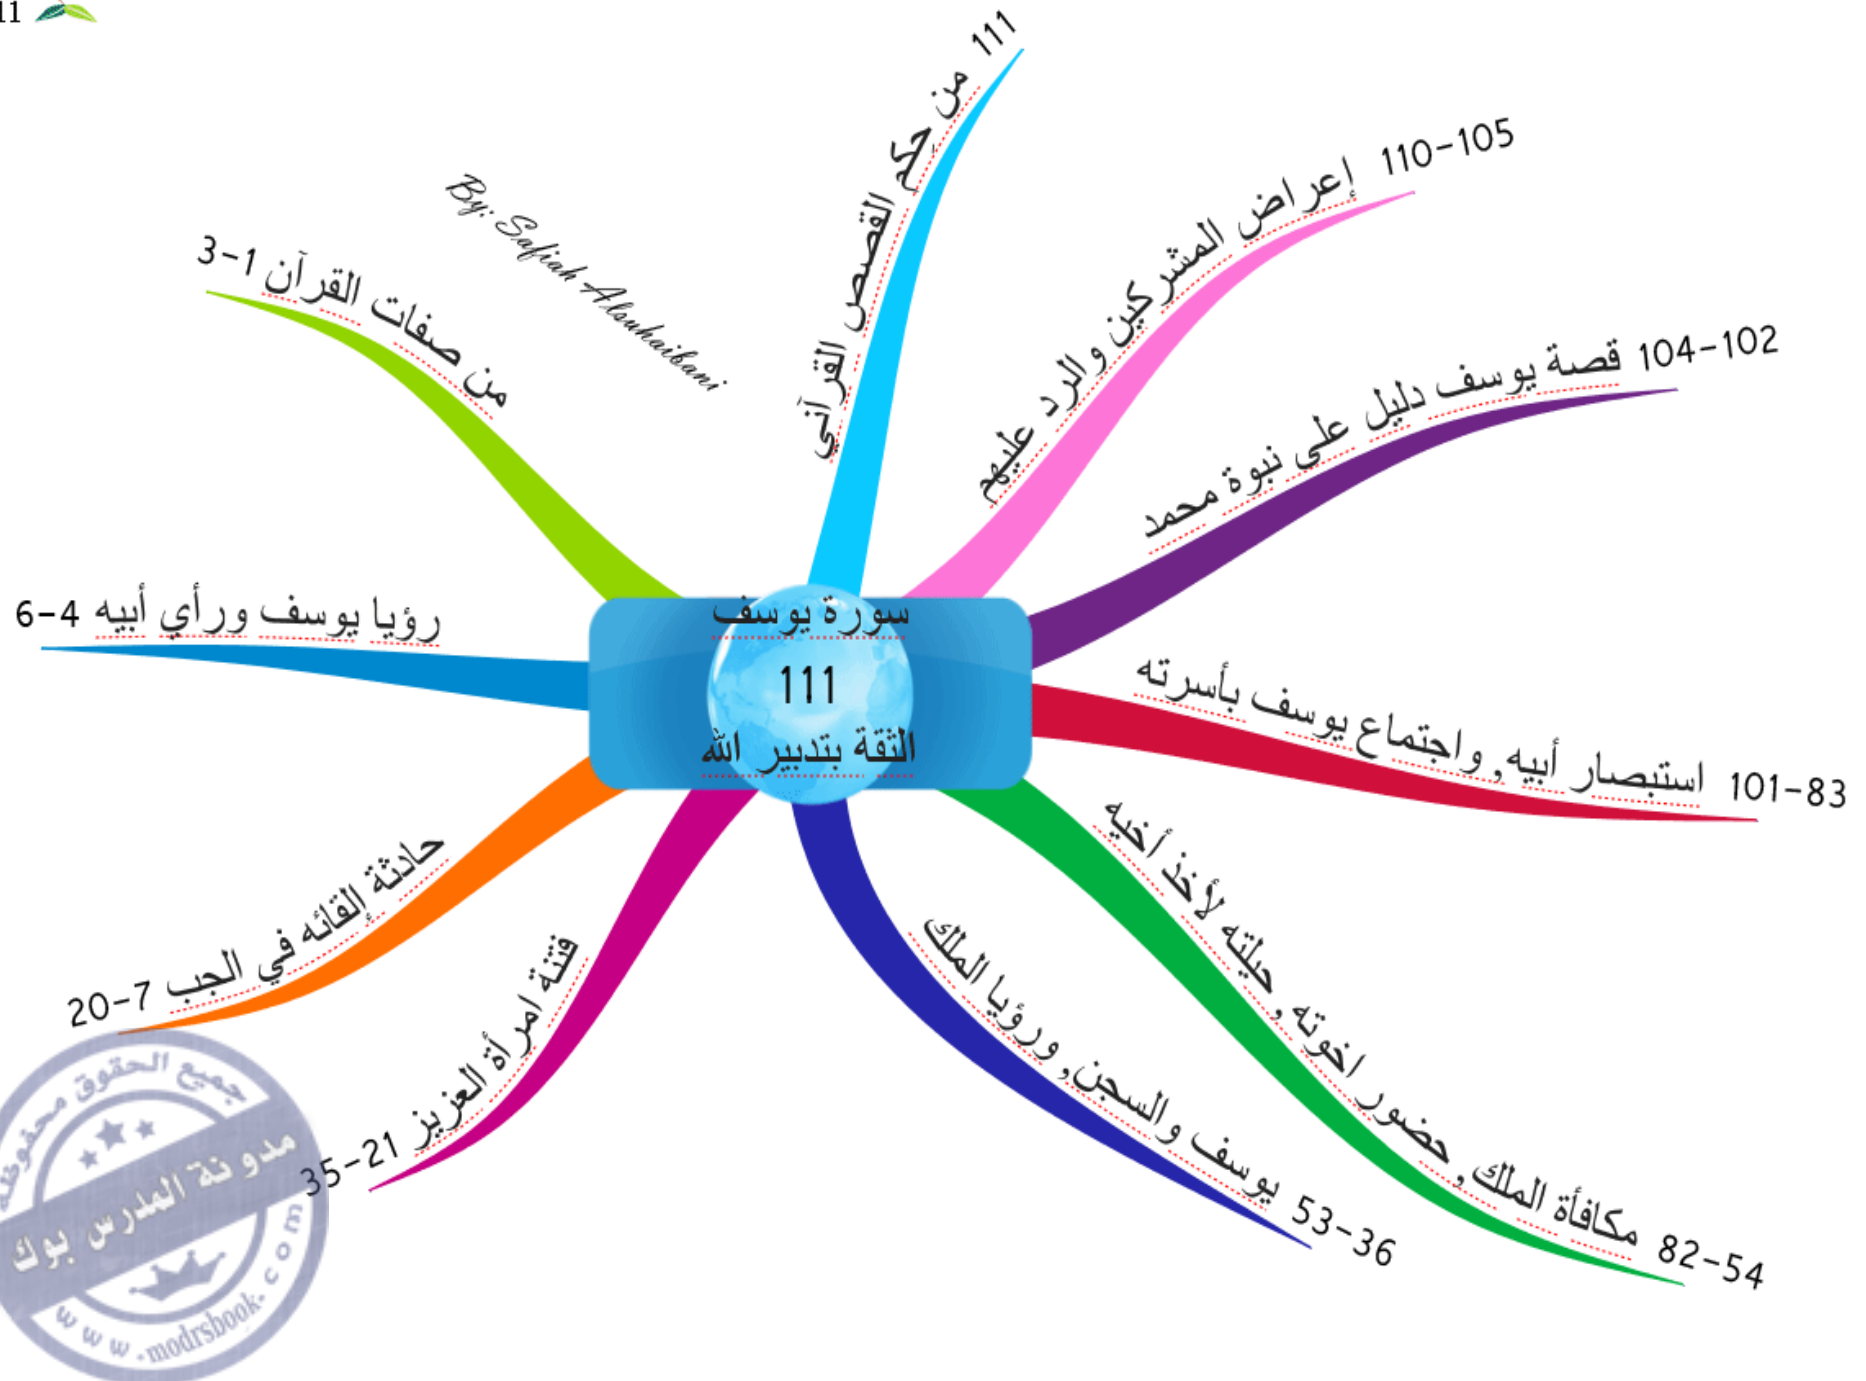 11
By: Safiah Alsuhaibani
سورة يوسف
111
الثقة بتدبير الله
من صفات القرآن 1-3
رؤيا يوسف ورأي أبيه 4-6
حادثة إلقائه في الجب 7-20
فتنة امرأة العزيز 21-35
يوسف والسجن, ورؤيا الملك 36-53
مكافأة الملك, حضور اخوته, حيلته لأخذ أخيه 54-82
استبصار أبيه, واجتماع يوسف بأسرته 83-101
قصة يوسف دليل على نبوة محمد 102-104
إعراض المشركين والرد عليهم 105-110
من حِكَم القصص القرآني 111
جميع الحقوق محفوظة
مدونة المدرس بوك
www.modrsbook.com